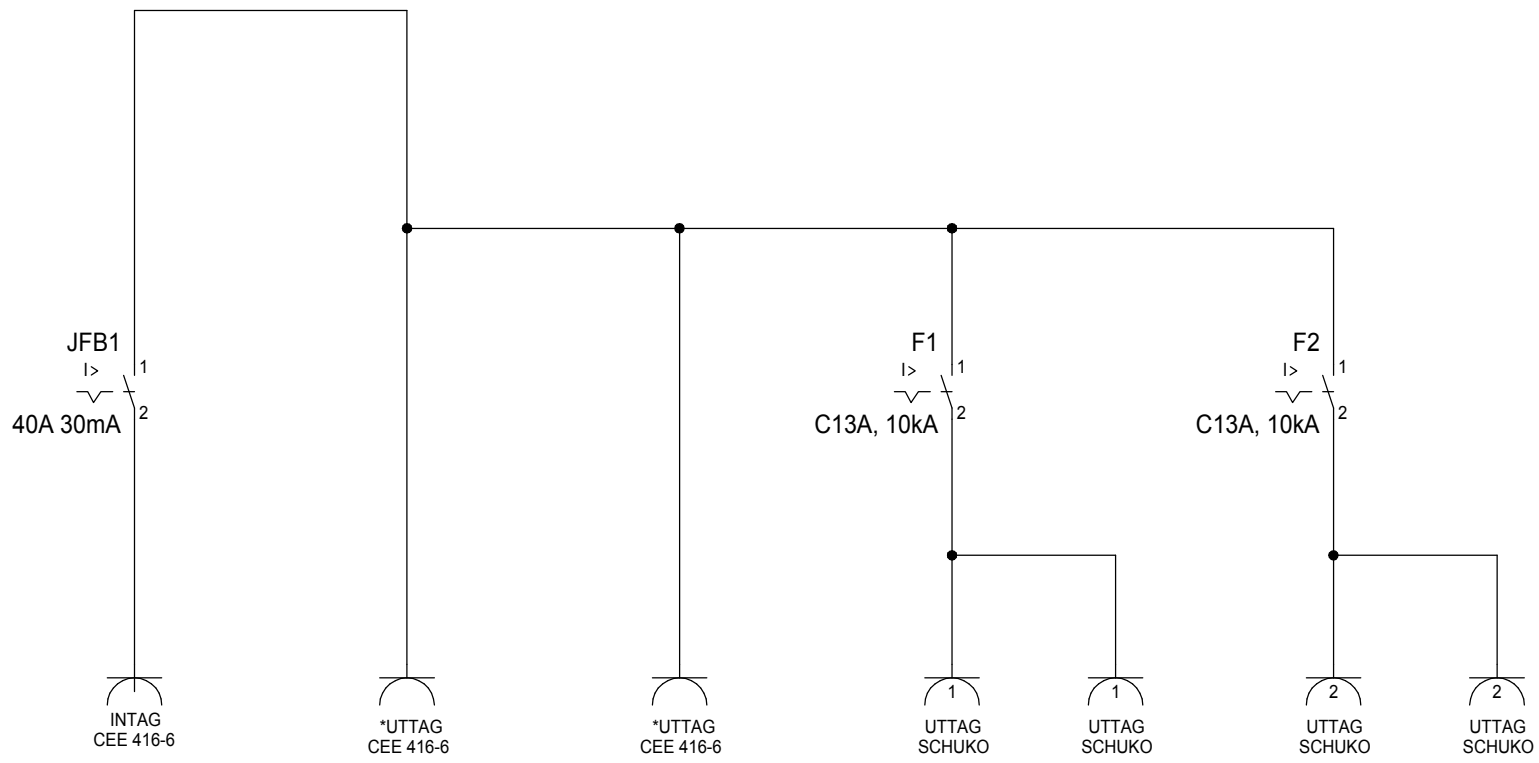 JFB1
I>
1
2
40A 30mA
F1
I>
1
2
C13A, 10kA
F2
I>
1
2
C13A, 10kA
INTAG
CEE 416-6
*UTTAG
CEE 416-6
*UTTAG
CEE 416-6
1
UTTAG
SCHUKO
1
UTTAG
SCHUKO
2
UTTAG
SCHUKO
2
UTTAG
SCHUKO